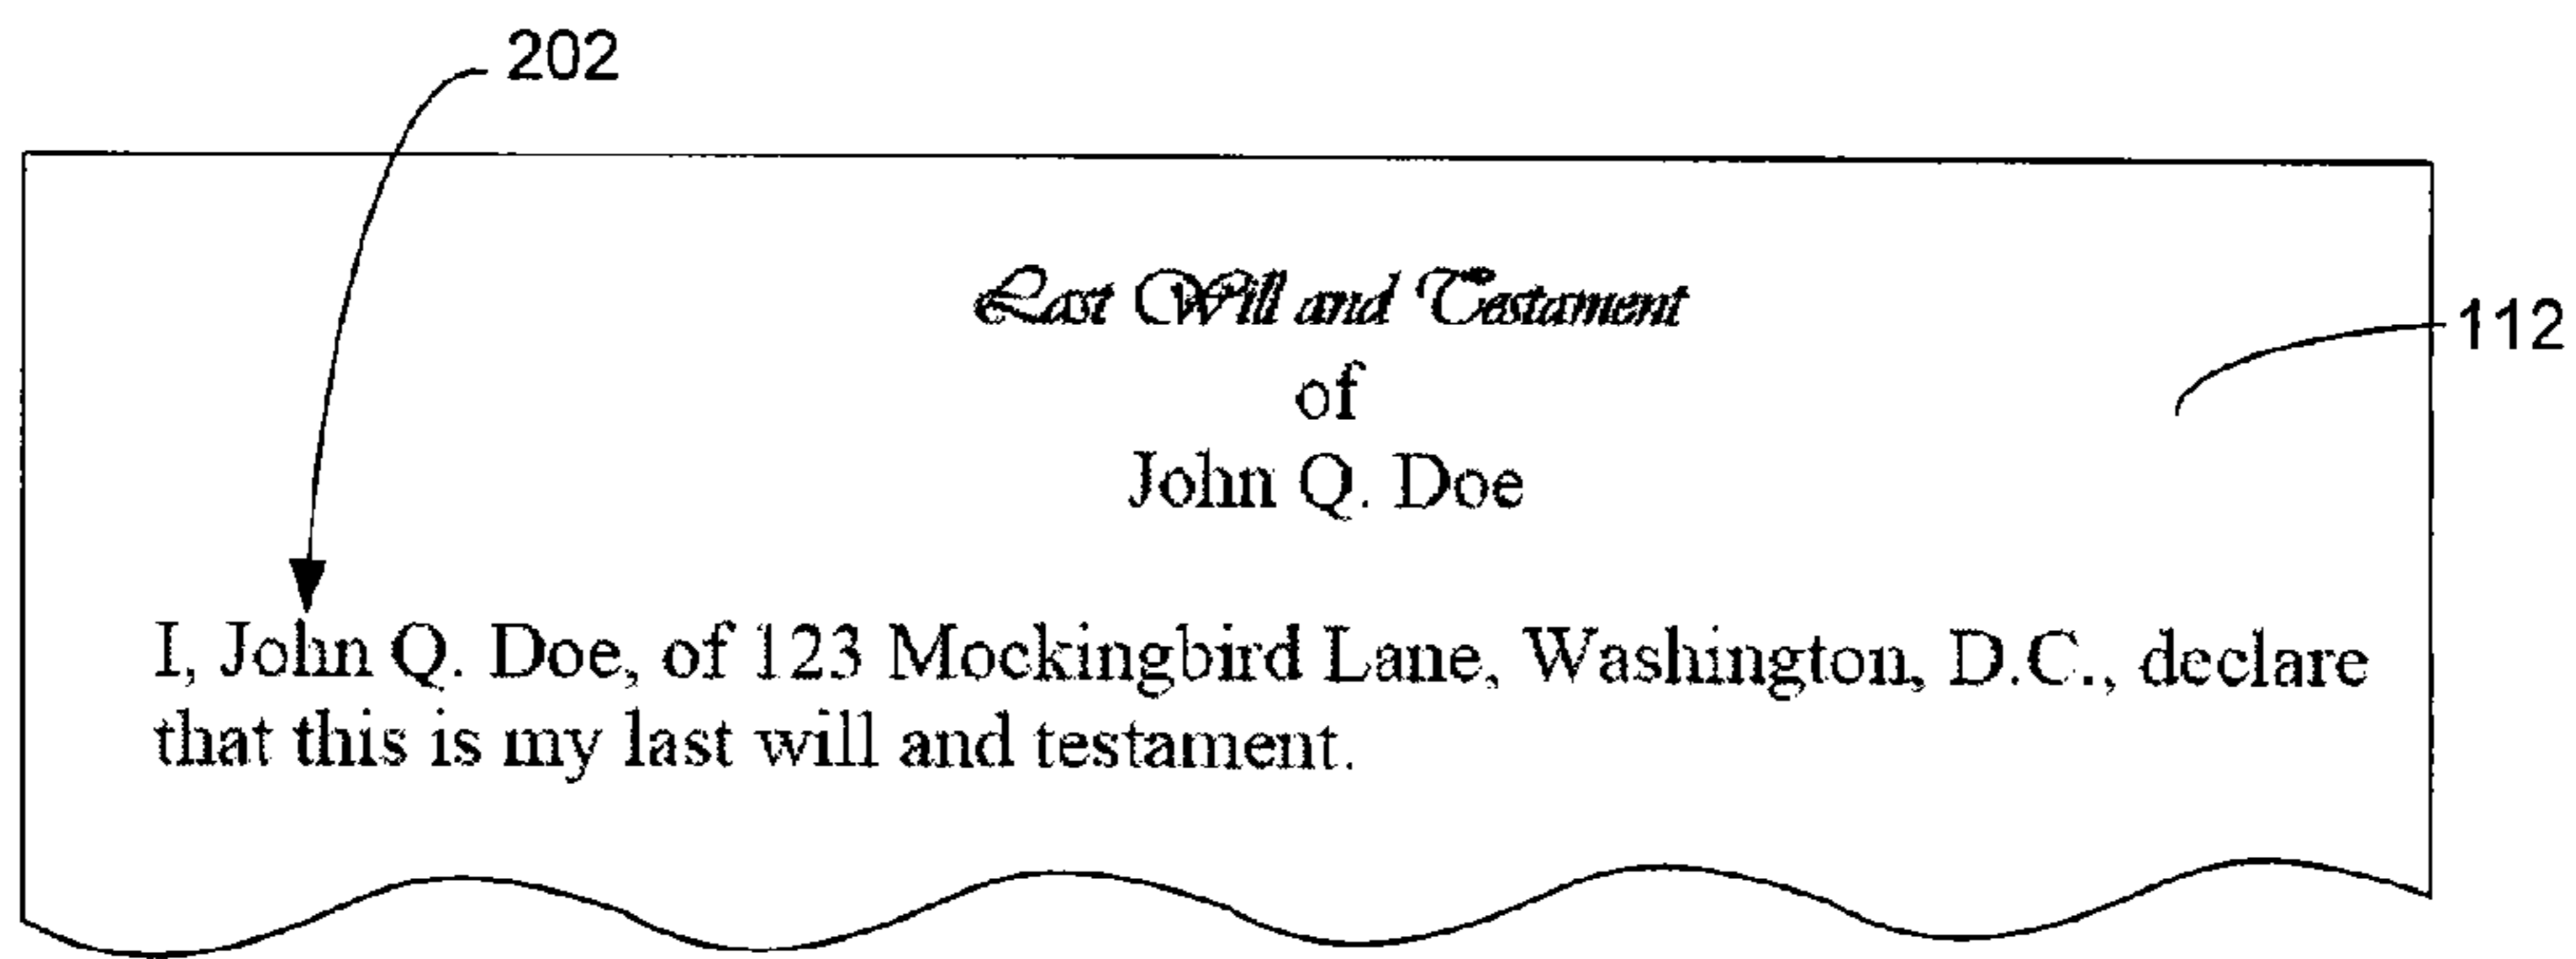 202
Last Will and Testament
112
of
John Q. Doe
I, John Q. Doe, of 123 Mockingbird Lane, Washington, D.C., declare
that this is my last will and testament.